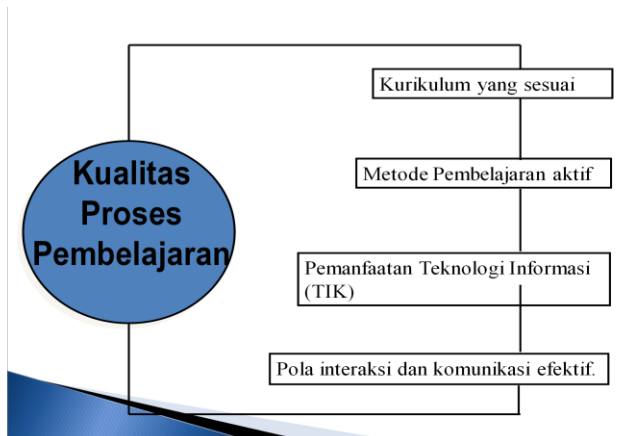 Kualitas
Proses
Pembelajaran
Kurikulum yang sesuai
Metode Pembelajaran aktif
Pemanfaatan Teknologi Informasi
(TIK)
Pola interaksi dan komunikasi efektif.